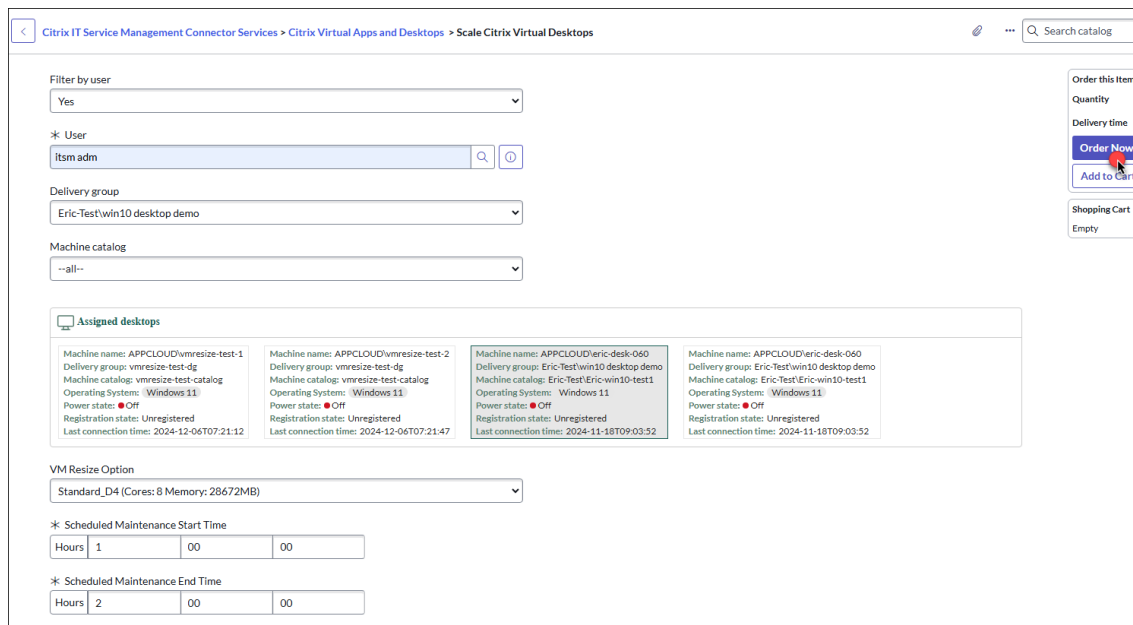 Citrix IT Service Management Connector Services > Citrix Virtual Apps and Desktops > Scale Citrix Virtual Desktops
Search catalog
Filter by user
Yes
User
itsm adm
Delivery group
Eric-Test\win10 desktop demo
Machine catalog
--all--
Order this Item
Quantity
Delivery time
Order Now
Add to Cart
Shopping Cart
Empty
Assigned desktops
Machine name: APPCLOUD\vmresize-test-1
Delivery group: vmresize-test-dg
Machine catalog: vmresize-test-catalog
Operating System: Windows 11
Power state: Off
Registration state: Unregistered
Last connection time: 2024-12-06T07:21:12
Machine name: APPCLOUD\vmresize-test-2
Delivery group: vmresize-test-dg
Machine catalog: vmresize-test-catalog
Operating System: Windows 11
Power state: Off
Registration state: Unregistered
Last connection time: 2024-12-06T07:21:47
Machine name: APPCLOUD\eric-desk-060
Delivery group: Eric-Test\win10 desktop demo
Machine catalog: Eric-Test\Eric-win10-test1
Operating System: Windows 11
Power state: Off
Registration state: Unregistered
Last connection time: 2024-11-18T09:03:52
Machine name: APPCLOUD\eric-desk-060
Delivery group: Eric-Test\win10 desktop demo
Machine catalog: Eric-Test\Eric-win10-test1
Operating System: Windows 11
Power state: Off
Registration state: Unregistered
Last connection time: 2024-11-18T09:03:52
VM Resize Option
Standard_D4 (Cores: 8 Memory: 28672MB)
Scheduled Maintenance Start Time
Hours 1 00 00
Scheduled Maintenance End Time
Hours 2 00 00